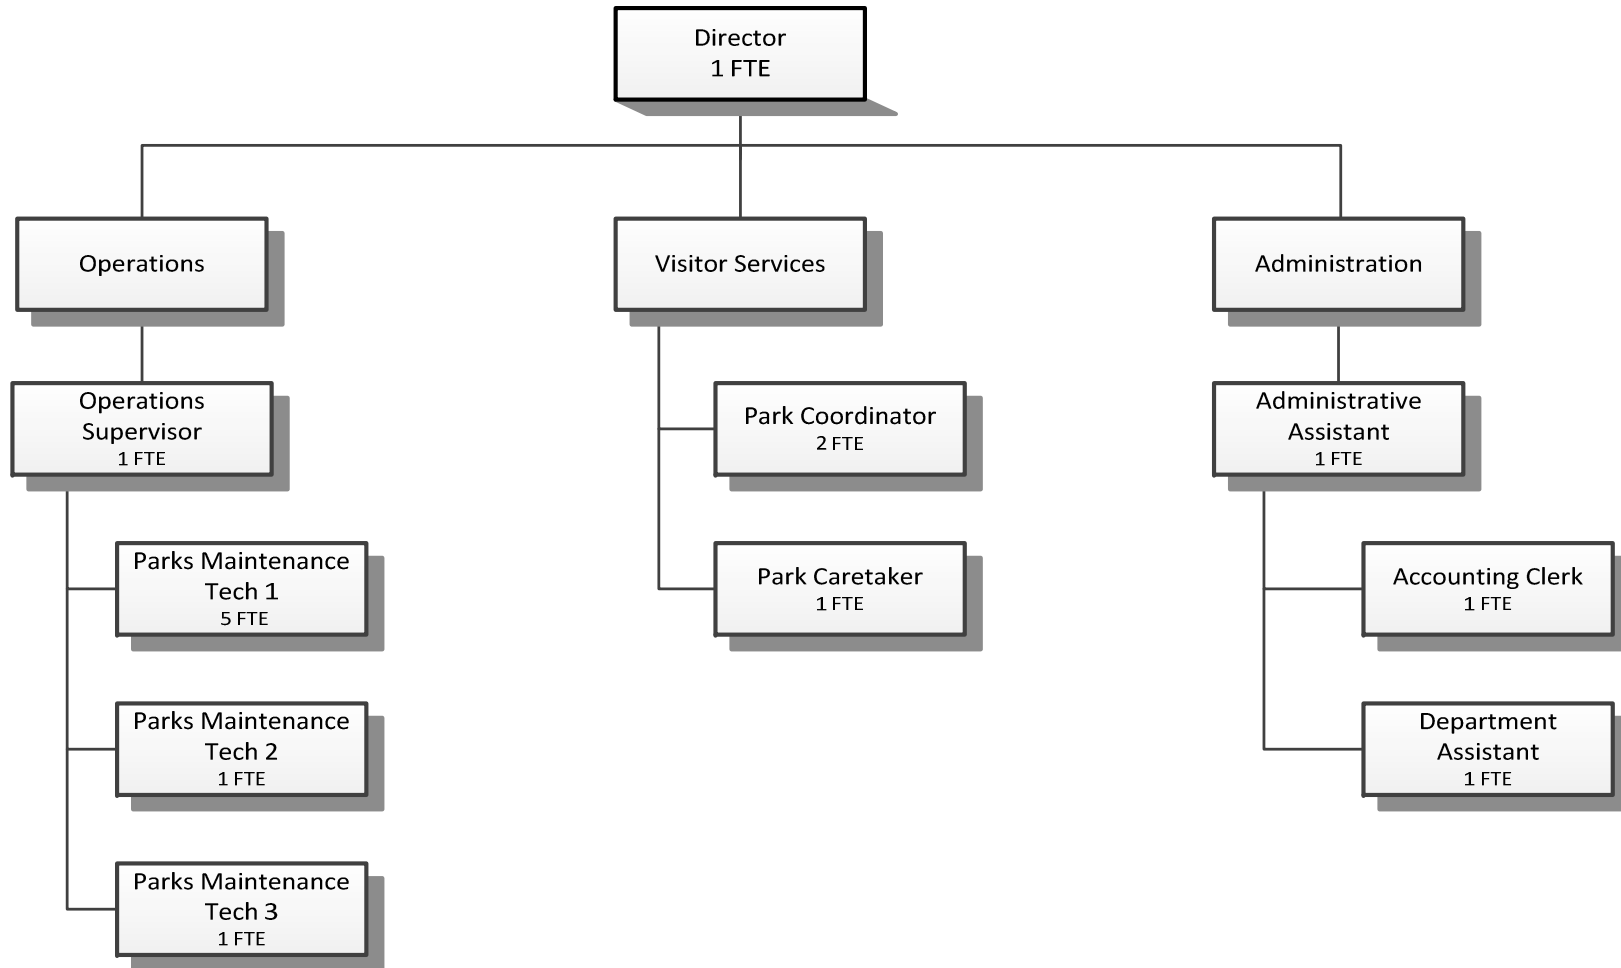 Director
1 FTE
Operations
Visitor Services
Administration
Operations
Supervisor
1 FTE
Park Coordinator
2 FTE
Administrative
Assistant
1 FTE
Parks Maintenance
Tech 1
5 FTE
Park Caretaker
1 FTE
Accounting Clerk
1 FTE
Parks Maintenance
Tech 2
1 FTE
Department
Assistant
1 FTE
Parks Maintenance
Tech 3
1 FTE